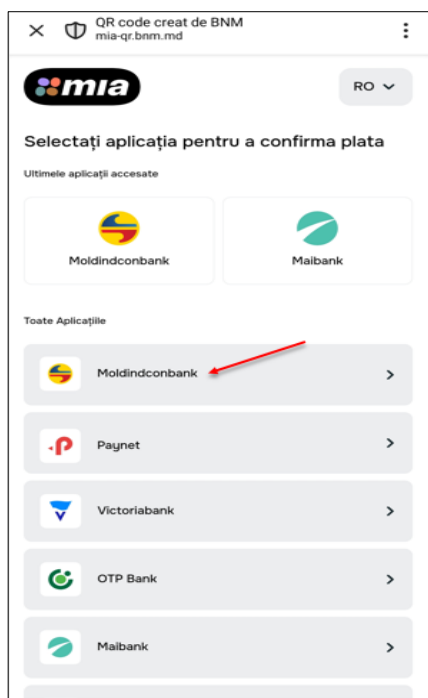 QR code creat de BNM
mia-qr.bnm.md
mia
RO
Selectați aplicația pentru a confirma plata
Ultimele aplicații accesate
Moldindconbank
Maibank
Toate Aplicațiile
Moldindconbank
Paynet
Victoriabank
OTP Bank
Maibank